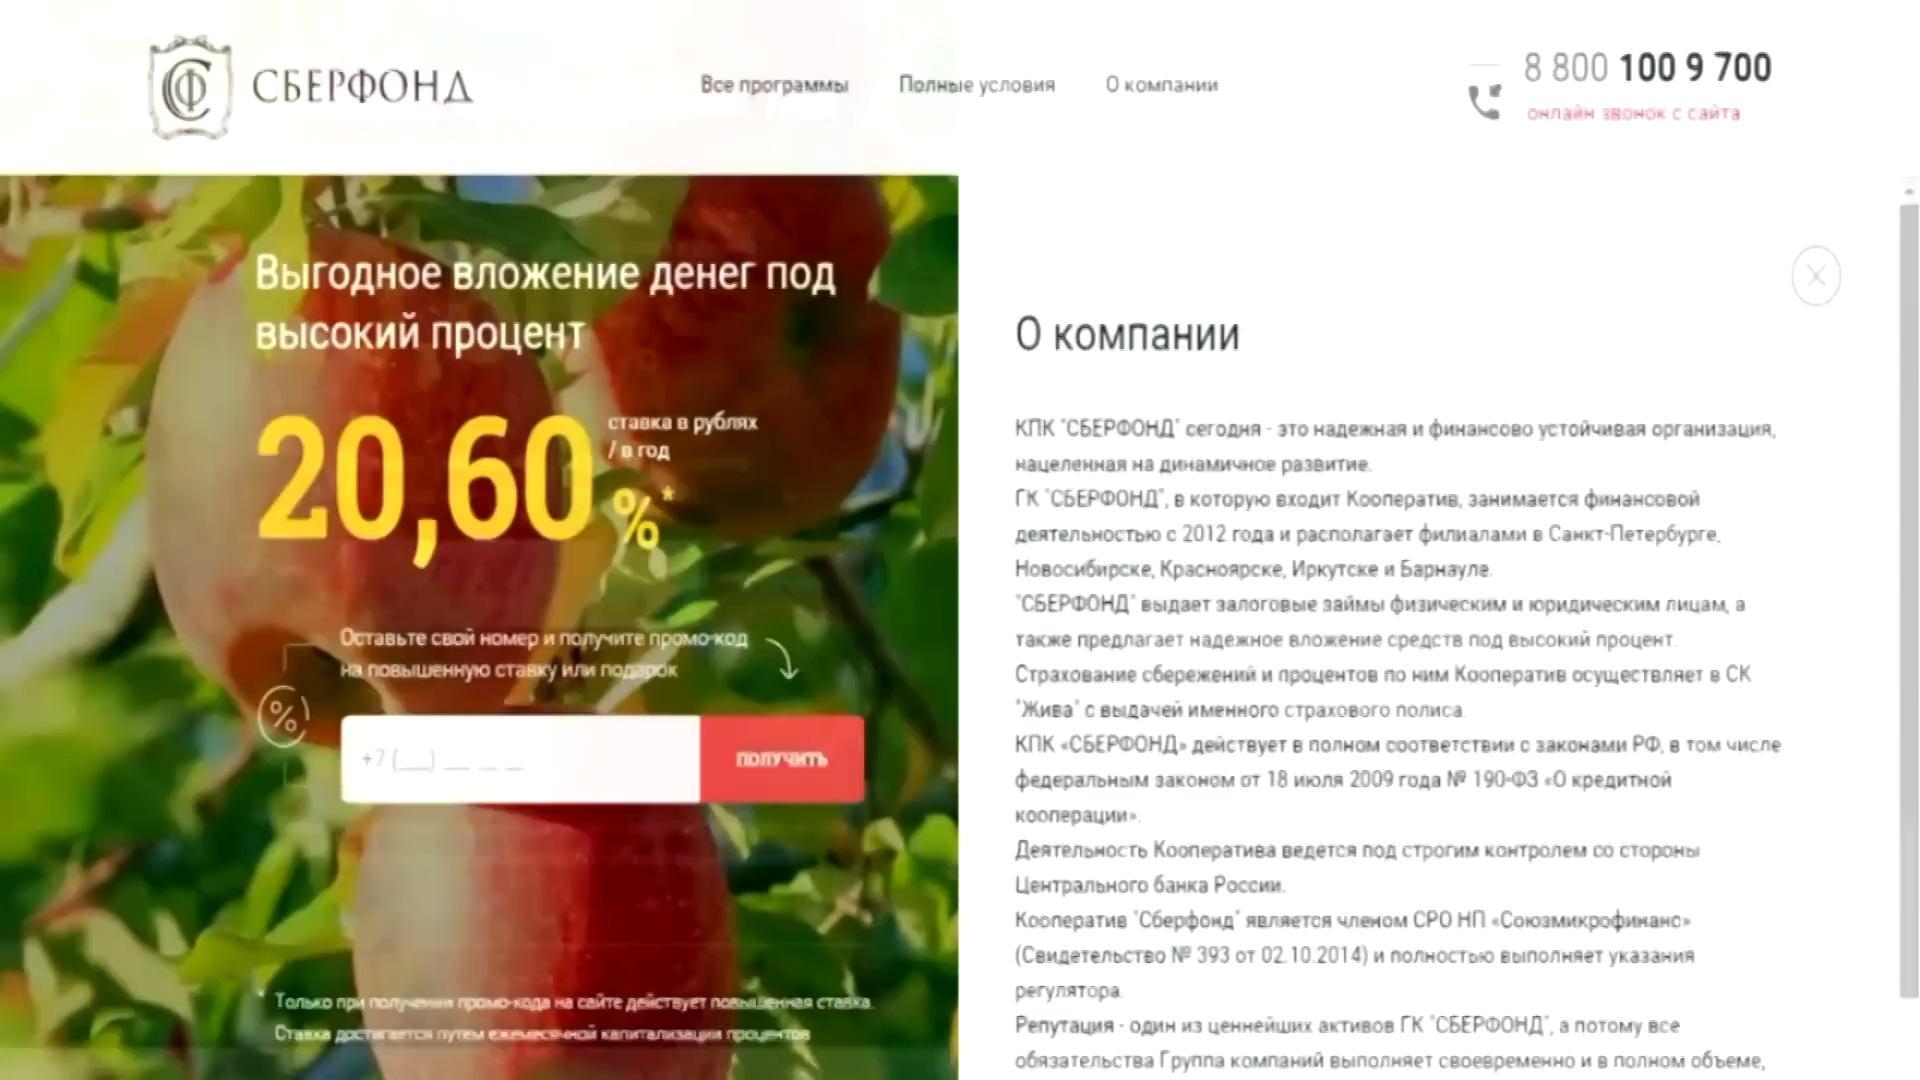 СФ СБЕРФОНД
Все программы
Полные условия
О компании
8 800 100 9 700
онлайн звонок с сайта
Выгодное вложение денег под
высокий процент
20,60 %*
ставка в рублях
/ в год
Оставьте свой номер и получите промо-код
на повышенную ставку или подарок
%
+7 (__) __ _ _
ПОЛУЧИТЬ
* Только при получении промо-кода на сайте действует повышенная ставка.
Ставка достигается путем ежемесячной капитализации процентов
О компании
КПК "СБЕРФОНД" сегодня - это надежная и финансово устойчивая организация,
нацеленная на динамичное развитие.
ГК "СБЕРФОНД", в которую входит Кооператив, занимается финансовой
деятельностью с 2012 года и располагает филиалами в Санкт-Петербурге,
Новосибирске, Красноярске, Иркутске и Барнауле.
"СБЕРФОНД" выдает залоговые займы физическим и юридическим лицам, а
также предлагает надежное вложение средств под высокий процент.
Страхование сбережений и процентов по ним Кооператив осуществляет в СК
"Жива" с выдачей именного страхового полиса.
КПК «СБЕРФОНД» действует в полном соответствии с законами РФ, в том числе
федеральным законом от 18 июля 2009 года № 190-ФЗ «О кредитной
кооперации».
Деятельность Кооператива ведется под строгим контролем со стороны
Центрального банка России.
Кооператив "Сберфонд" является членом СРО НП «Союзмикрофинанс»
(Свидетельство № 393 от 02.10.2014) и полностью выполняет указания
регулятора.
Репутация - один из ценнейших активов ГК "СБЕРФОНД", а потому все
обязательства Группа компаний выполняет своевременно и в полном объеме,